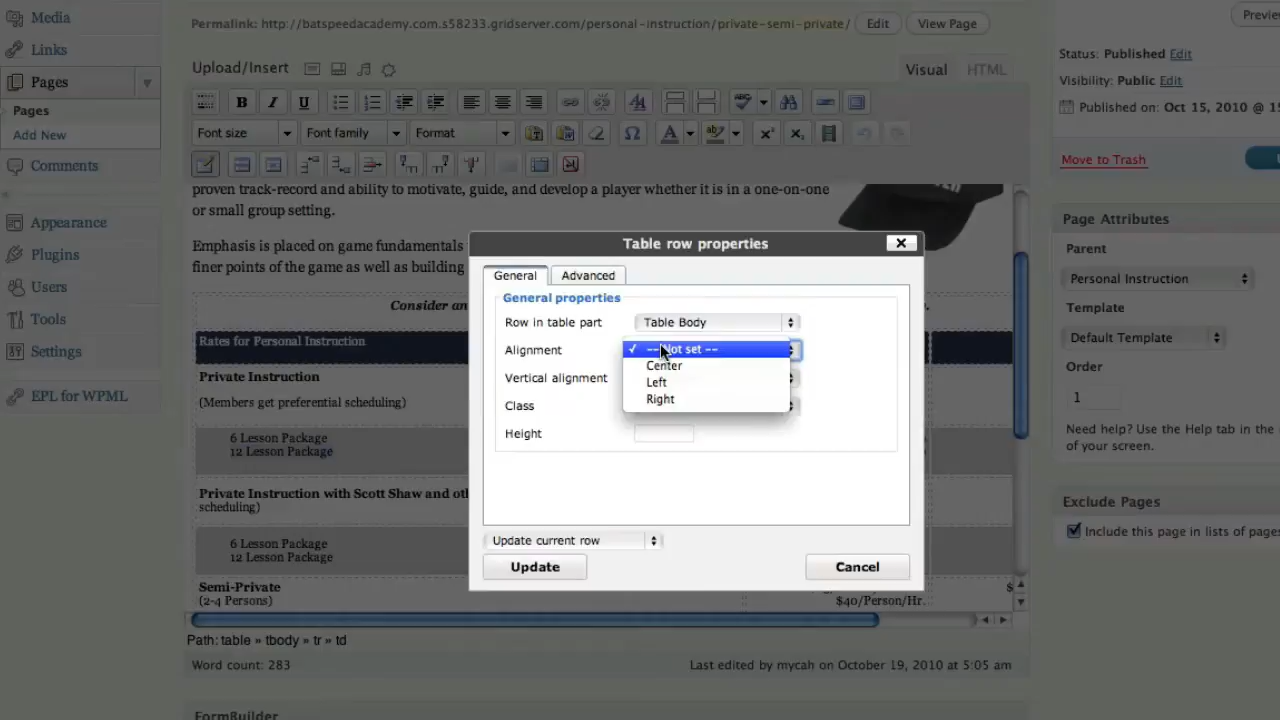 Media
Links
Pages
Pages
Add New
Comments
Appearance
Plugins
Users
Tools
Settings
EPL for WPML
Permalink: http://batspeedacademy.com.s58233.gridserver.com/personal-instruction/private-semi-private/ Edit View Page
Upload/Insert
Visual HTML
B I U
Font size Font family Format
proven track-record and ability to motivate, guide, and develop a player whether it is in a one-on-one
or small group setting.
Emphasis is placed on game fundamentals
finer points of the game as well as building
Consider an
Rates for Personal Instruction
Private Instruction
(Members get preferential scheduling)
6 Lesson Package
12 Lesson Package
Private Instruction with Scott Shaw and
scheduling)
6 Lesson Package
12 Lesson Package
Semi-Private
(2-4 Persons)
$40/Person/Hr.
$
Path: table » tbody » tr » td
Word count: 283
Last edited by mycah on October 19, 2010 at 5:05 am
FormBuilder
Table row properties
General Advanced
General properties
Row in table part Table Body
Alignment
✓ -- Not set --
Center
Left
Right
Vertical alignment
Class
Height
Update current row
Update Cancel
Preview
Status: Published Edit
Visibility: Public Edit
Published on: Oct 15, 2010 @
Move to Trash
Page Attributes
Parent
Personal Instruction
Template
Default Template
Order
1
Need help? Use the Help tab in the
of your screen.
Exclude Pages
Include this page in lists of pages